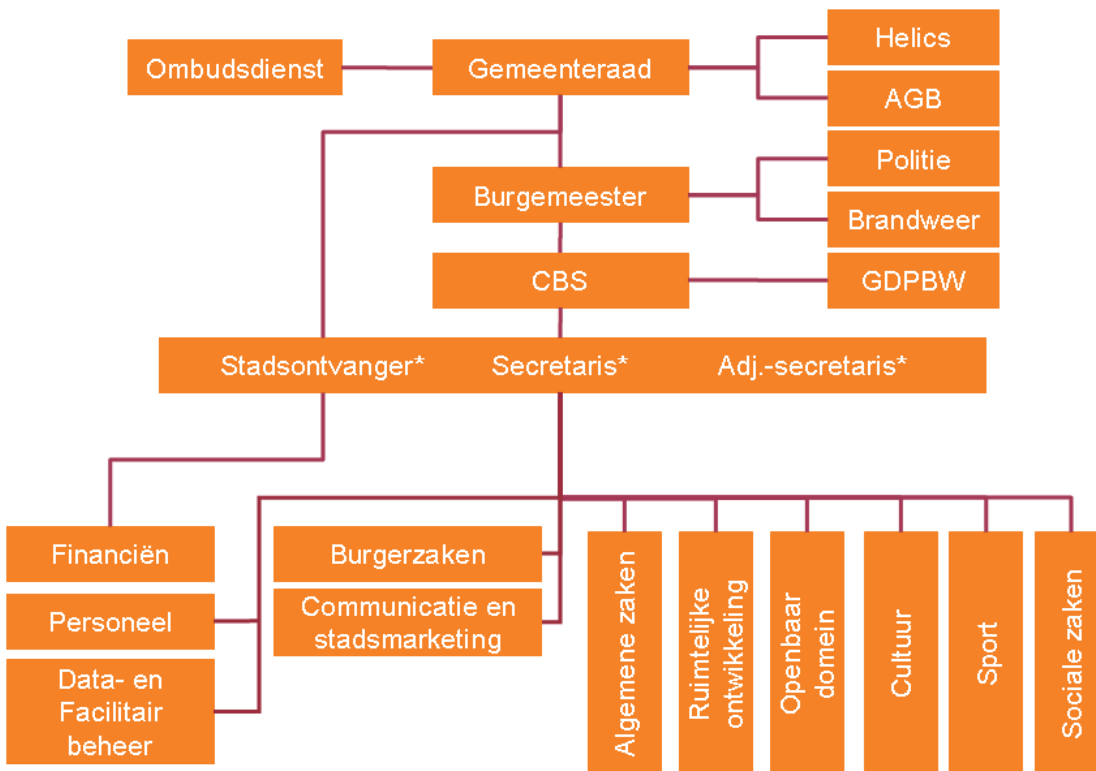 Ombudsdienst
Gemeenteraad
Helics
AGB
Politie
Burgemeester
Brandweer
CBS
GDPBW
Stadsontvanger* Secretaris* Adj.-secretaris*
Financiën
Personeel
Data- en
Facilitair
beheer
Burgerzaken
Communicatie en
stadsmarketing
Algemene zaken
Ruimtelijke
ontwikkeling
Openbaar
domein
Cultuur
Sport
Sociale zaken